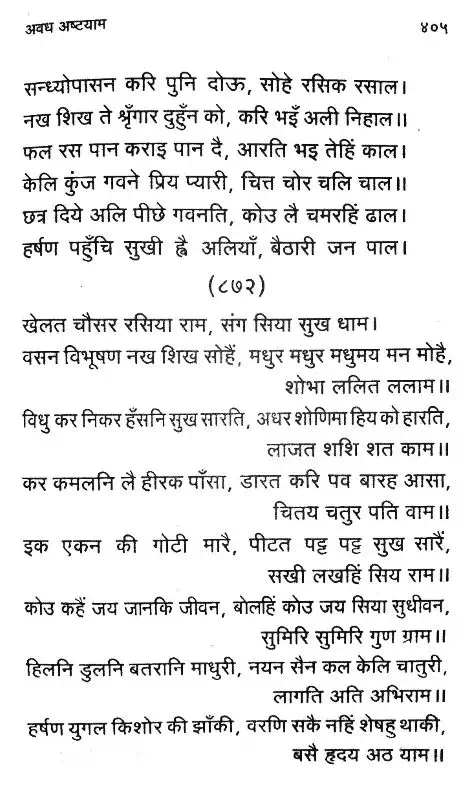 अवध अष्टयाम ४०५
सन्ध्योपासन करि पुनि दोऊ, सोहे रसिक रसाल।
नख शिख ते श्रृँगार दुहुँन को, करि भइँ अली निहाल॥
फल रस पान कराइ पान दै, आरति भइ तेहिं काल।
केलि कुंज गवने प्रिय प्यारी, चित्त चोर चलि चाल॥
छत्र दिये अलि पीछे गवनति, कोउ लै चमरहिं ढाल।
हर्षण पहुँचि सुखी ह्वै अलियाँ, बैठारी जन पाल।
(८७२)
खेलत चौसर रसिया राम, संग सिया सुख धाम।
वसन विभूषण नख शिख सोहैं, मधुर मधुर मधुमय मन मोहै,
शोभा ललित ललाम॥
विधु कर निकर हँसनि सुख सारति, अधर शोणिमा हिय को हारति,
लाजत शशि शत काम॥
कर कमलनि लै हीरक पाँसा, डारत करि पव बारह आसा,
चितय चतुर पति वाम॥
इक एकन की गोटी मारै, पीटत पट्ट पट्ट सुख सारैं,
सखी लखहिं सिय राम॥
कोउ कहैं जय जानकि जीवन, बोलहिं कोउ जय सिया सुधीवन,
सुमिरि सुमिरि गुण ग्राम॥
हिलनि डुलनि बतरानि माधुरी, नयन सैन कल केलि चातुरी,
लागति अति अभिराम॥
हर्षण युगल किशोर की झाँकी, वरणि सकै नहिं शेषहु थाकी,
बसै हृदय अठ याम॥